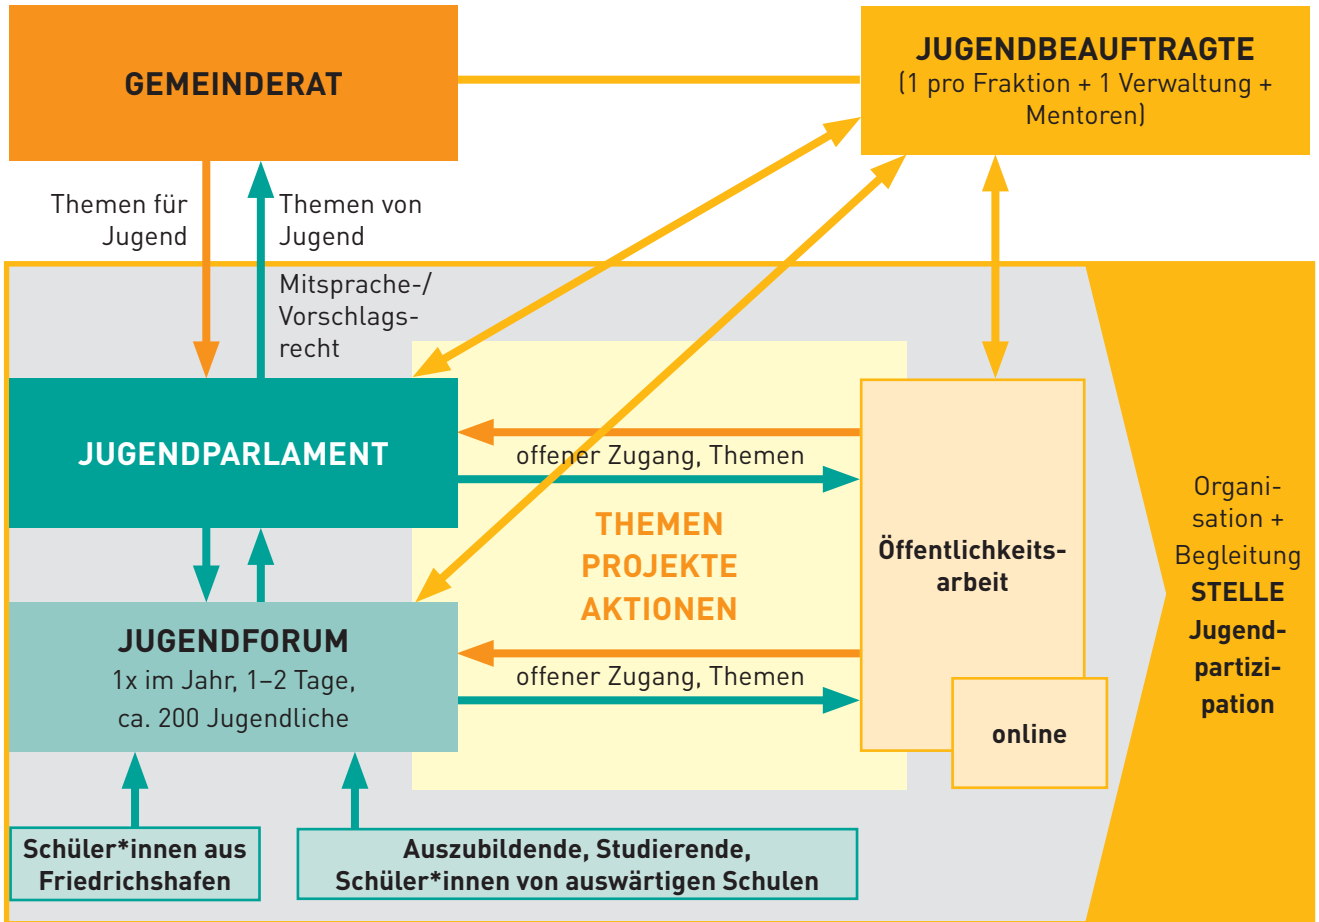 GEMEINDERAT
JUGENDBEAUFTRAGTE
(1 pro Fraktion + 1 Verwaltung +
Mentoren)
Themen für
Jugend
Themen von
Jugend
Mitsprache-/
Vorschlags-
recht
JUGENDPARLAMENT
offener Zugang, Themen
THEMEN
PROJEKTE
AKTIONEN
Öffentlichkeits-
arbeit
online
Organi-
sation +
Begleitung
STELLE
Jugend-
partizi-
pation
JUGENDFORUM
1x im Jahr, 1–2 Tage,
ca. 200 Jugendliche
offener Zugang, Themen
Schüler*innen aus
Friedrichshafen
Auszubildende, Studierende,
Schüler*innen von auswärtigen Schulen